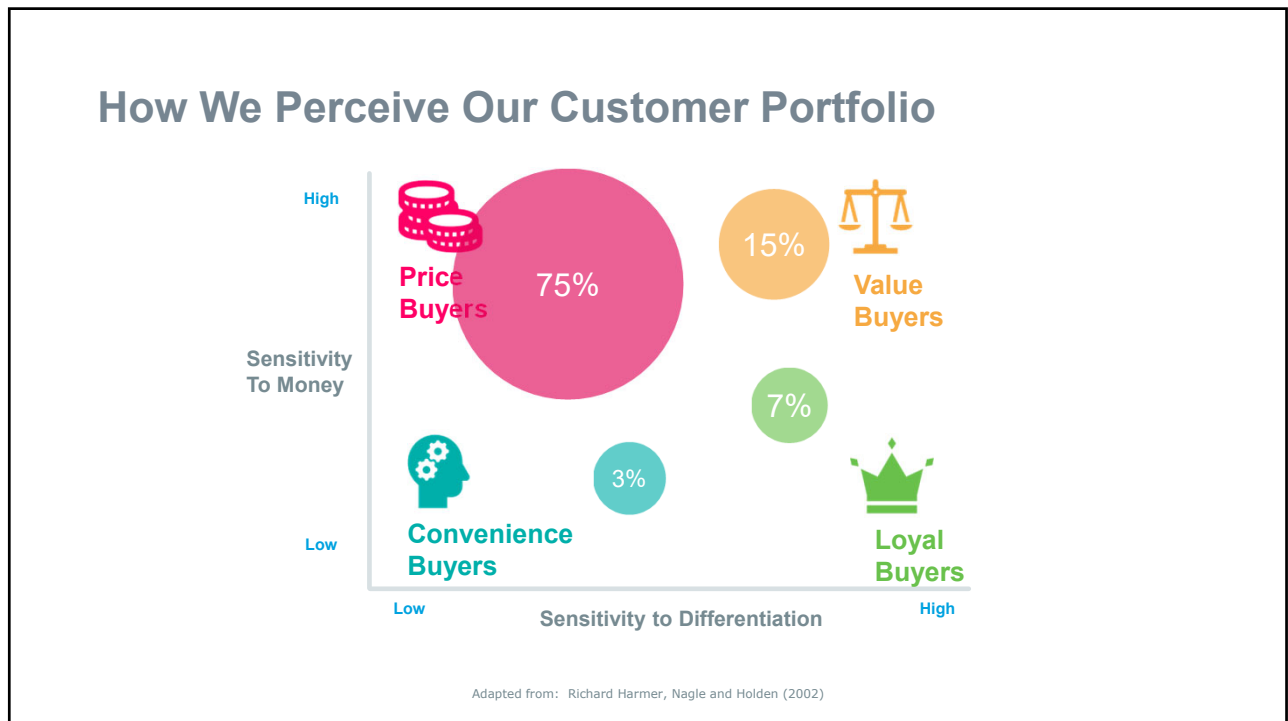 How We Perceive Our Customer Portfolio
High
Price
Buyers
75%
15%
Value
Buyers
Sensitivity
To Money
7%
3%
Convenience
Buyers
Loyal
Buyers
Low
Low
High
Sensitivity to Differentiation
Adapted from: Richard Harmer, Nagle and Holden (2002)